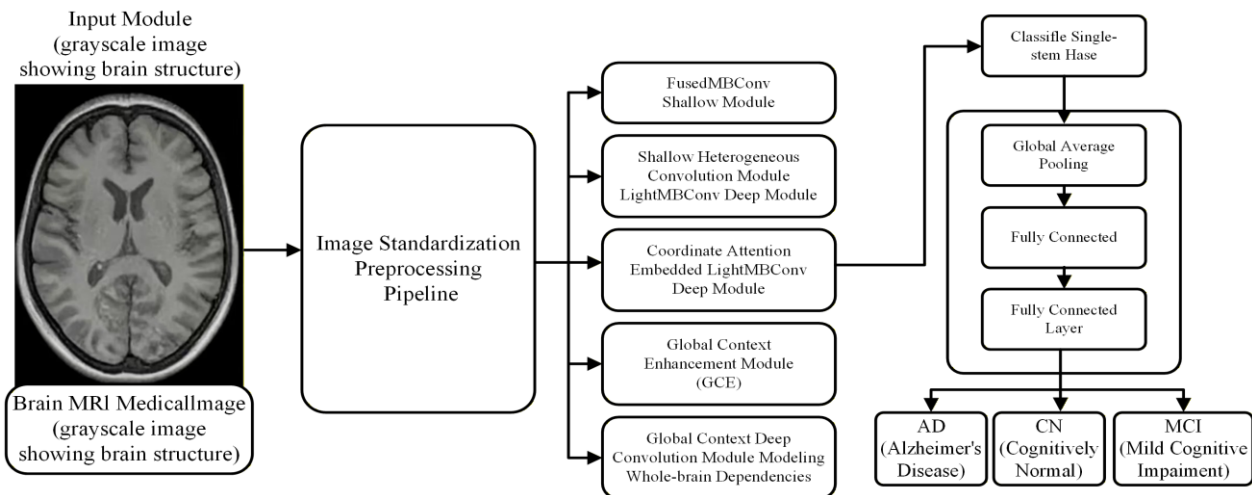 Input Module
(grayscale image
showing brain structure)
Brain MRI MedicalImage
(grayscale image
showing brain structure)
Image Standardization
Preprocessing
Pipeline
FusedMBConv
Shallow Module
Shallow Heterogeneous
Convolution Module
LightMBConv Deep Module
Coordinate Attention
Embedded LightMBConv
Deep Module
Global Context
Enhancement Module
(GCE)
Global Context Deep
Convolution Module Modeling
Whole-brain Dependencies
Classifle Single-
stem Hase
Global Average
Pooling
Fully Connected
Fully Connected
Layer
AD
(Alzheimer's
Disease)
CN
(Cognitively
Normal)
MCI
(Mild Cognitive
Impaiment)